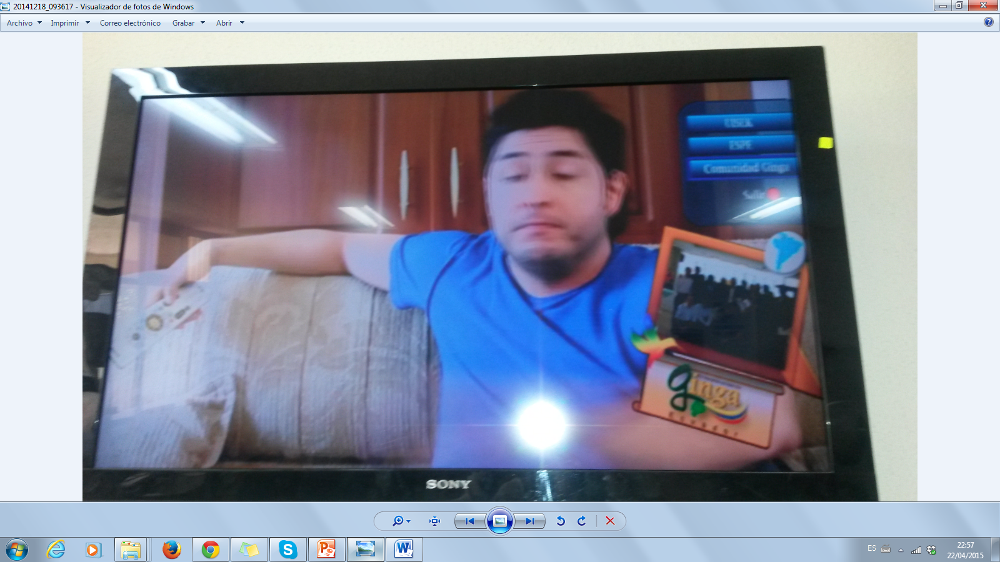 20141218_093617 - Visualizador de fotos de Windows
Archivo
Imprimir
Correo electrónico
Grabar
Abrir
ESPE
Comunidad Ginga
Salir
ginga
SONY
ES
22:57
22/04/2015